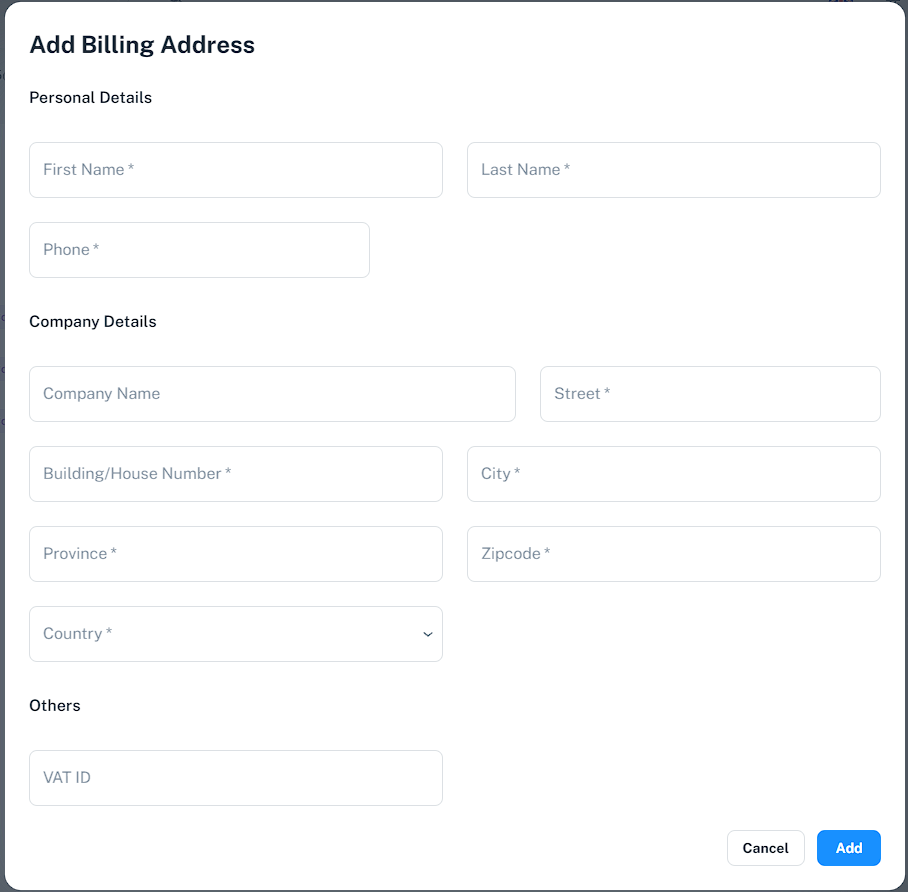 Add Billing Address
Personal Details
First Name *
Last Name *
Phone *
Company Details
Company Name
Street *
Building/House Number *
City *
Province *
Zipcode *
Country *
Others
VAT ID
Cancel
Add